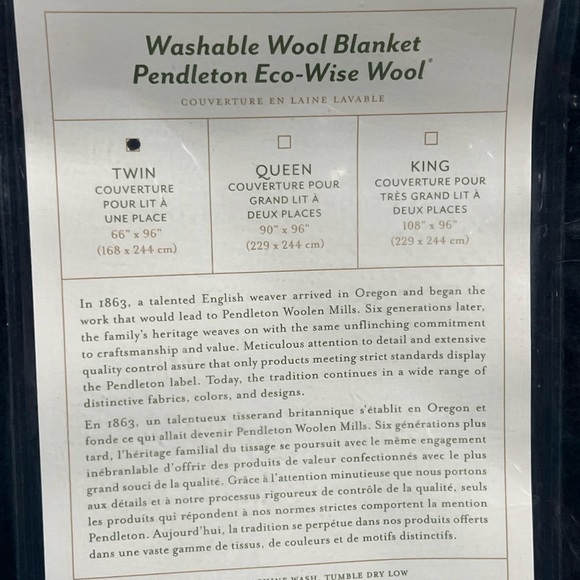 Washable Wool Blanket
Pendleton Eco-Wise Wool®
COUVERTURE EN LAINE LAVABLE
TWIN
COUVERTURE
POUR LIT À
UNE PLACE
66" x 96"
(168 x 244 cm)
QUEEN
COUVERTURE POUR
GRAND LIT À
DEUX PLACES
90" x 96"
(229 x 244 cm)
KING
COUVERTURE POUR
TRÈS GRAND LIT À
DEUX PLACES
108" x 96"
(229 x 244 cm)
In 1863, a talented English weaver arrived in Oregon and began the
work that would lead to Pendleton Woolen Mills. Six generations later,
the family's heritage weaves on with the same unflinching commitment
to craftsmanship and value. Meticulous attention to detail and extensive
quality control assure that only products meeting strict standards display
the Pendleton label. Today, the tradition continues in a wide range of
distinctive fabrics, colors, and designs.
En 1863, un talentueux tisserand britannique s'établit en Oregon et
fonde ce qui allait devenir Pendleton Woolen Mills. Six générations plus
tard, l'héritage familial du tissage se poursuit avec le même engagement
inébranlable d'offrir des produits de valeur confectionnés avec le plus
grand souci de la qualité. Grâce à l'attention minutieuse que nous portons
aux détails et à notre processus rigoureux de contrôle de la qualité, seuls
les produits qui répondent à nos normes strictes comportent la mention
Pendleton. Aujourd'hui, la tradition se perpétue dans nos produits offerts
dans une vaste gamme de tissus, de couleurs et de motifs distinctifs.
WASH, TUMBLE DRY LOW